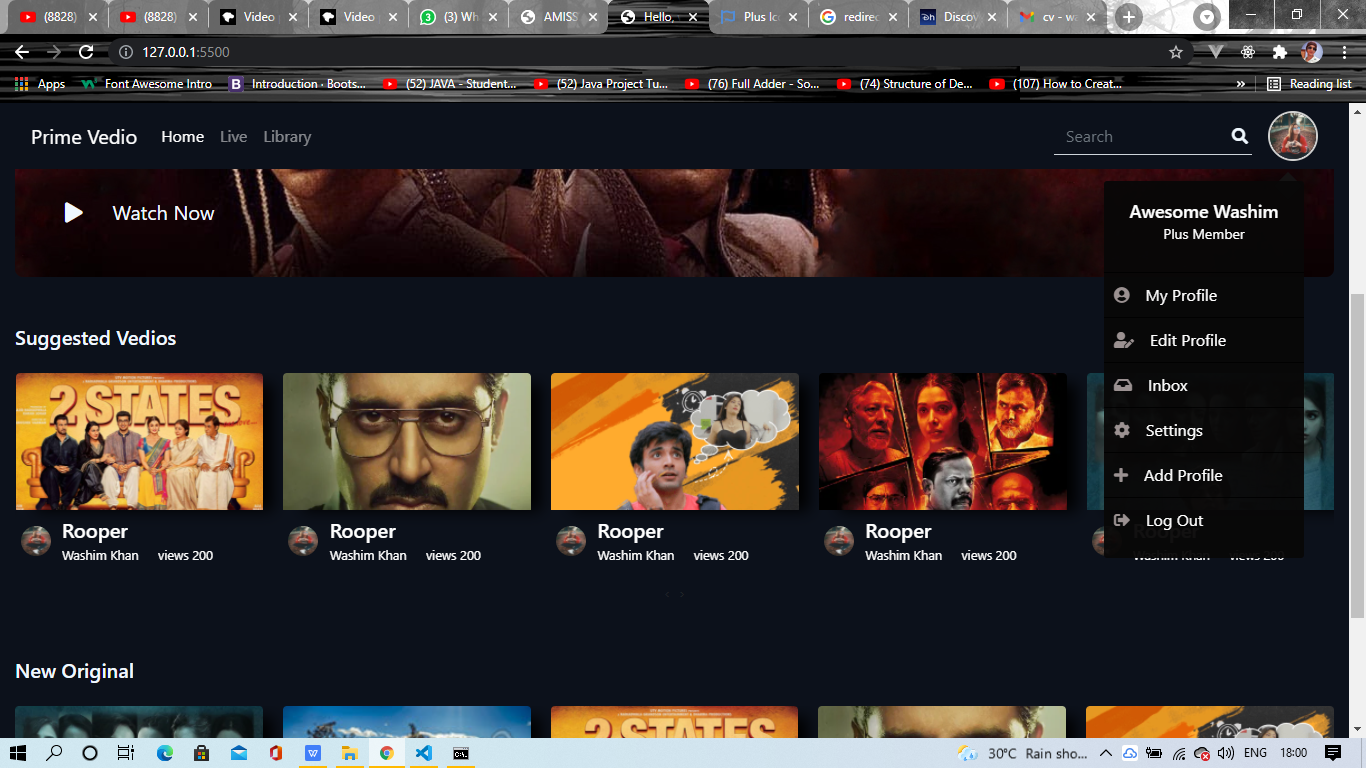 (8828)
(8828)
Video
Video
(3) Wh
AMISS
Hello,
Plus Ico
redirec
DiscoV
cv - wa
127.0.0.1:5500
Apps
Font Awesome Intro
Introduction · Boots...
(52) JAVA - Student...
(52) Java Project Tu...
(76) Full Adder - So...
(74) Structure of De...
(107) How to Creat...
»
Reading list
Prime Vedio
Home
Live
Library
Search
Watch Now
Awesome Washim
Plus Member
My Profile
Edit Profile
Inbox
Settings
Add Profile
Log Out
Suggested Vedios
2 STATES
Rooper
Washim Khan views 200
Rooper
Washim Khan views 200
Rooper
Washim Khan views 200
Rooper
Washim Khan views 200
Rooper
Washim Khan views 200
New Original
2 STATES
30°C Rain sho...
ENG
18:00